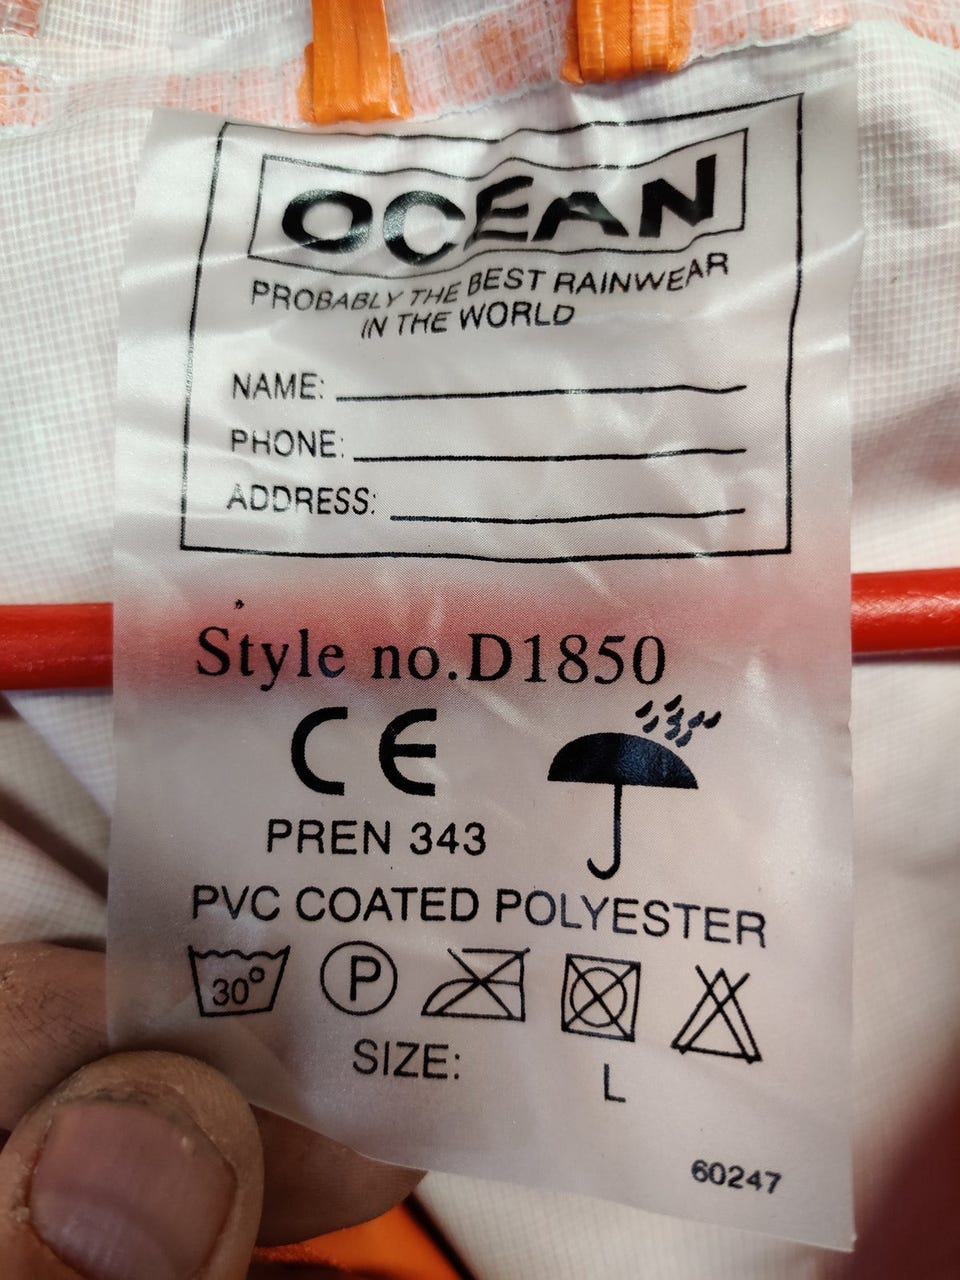 OCEAN
PROBABLY THE BEST RAINWEAR
IN THE WORLD
NAME:
PHONE:
ADDRESS:
Style no.D1850
CE
PREN 343
PVC COATED POLYESTER
30° P
SIZE: L
60247